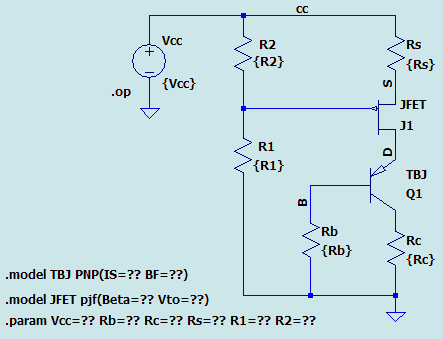 cc
Vcc
{Vcc}
.op
R2
{R2}
Rs
{Rs}
S
JFET
J1
R1
{R1}
D
TBJ
Q1
B
Rb
{Rb}
Rc
{Rc}
.model TBJ PNP(IS=?? BF=??)
.model JFET pjf(Beta=?? Vto=??)
.param Vcc=?? Rb=?? Rc=?? Rs=?? R1=?? R2=??